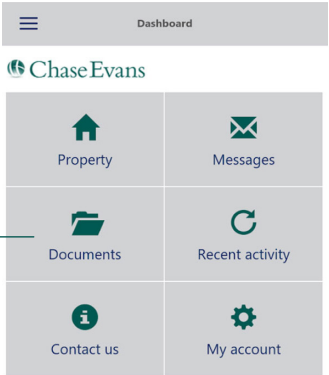 Dashboard
Chase Evans
Property
Messages
Documents
Recent activity
Contact us
My account